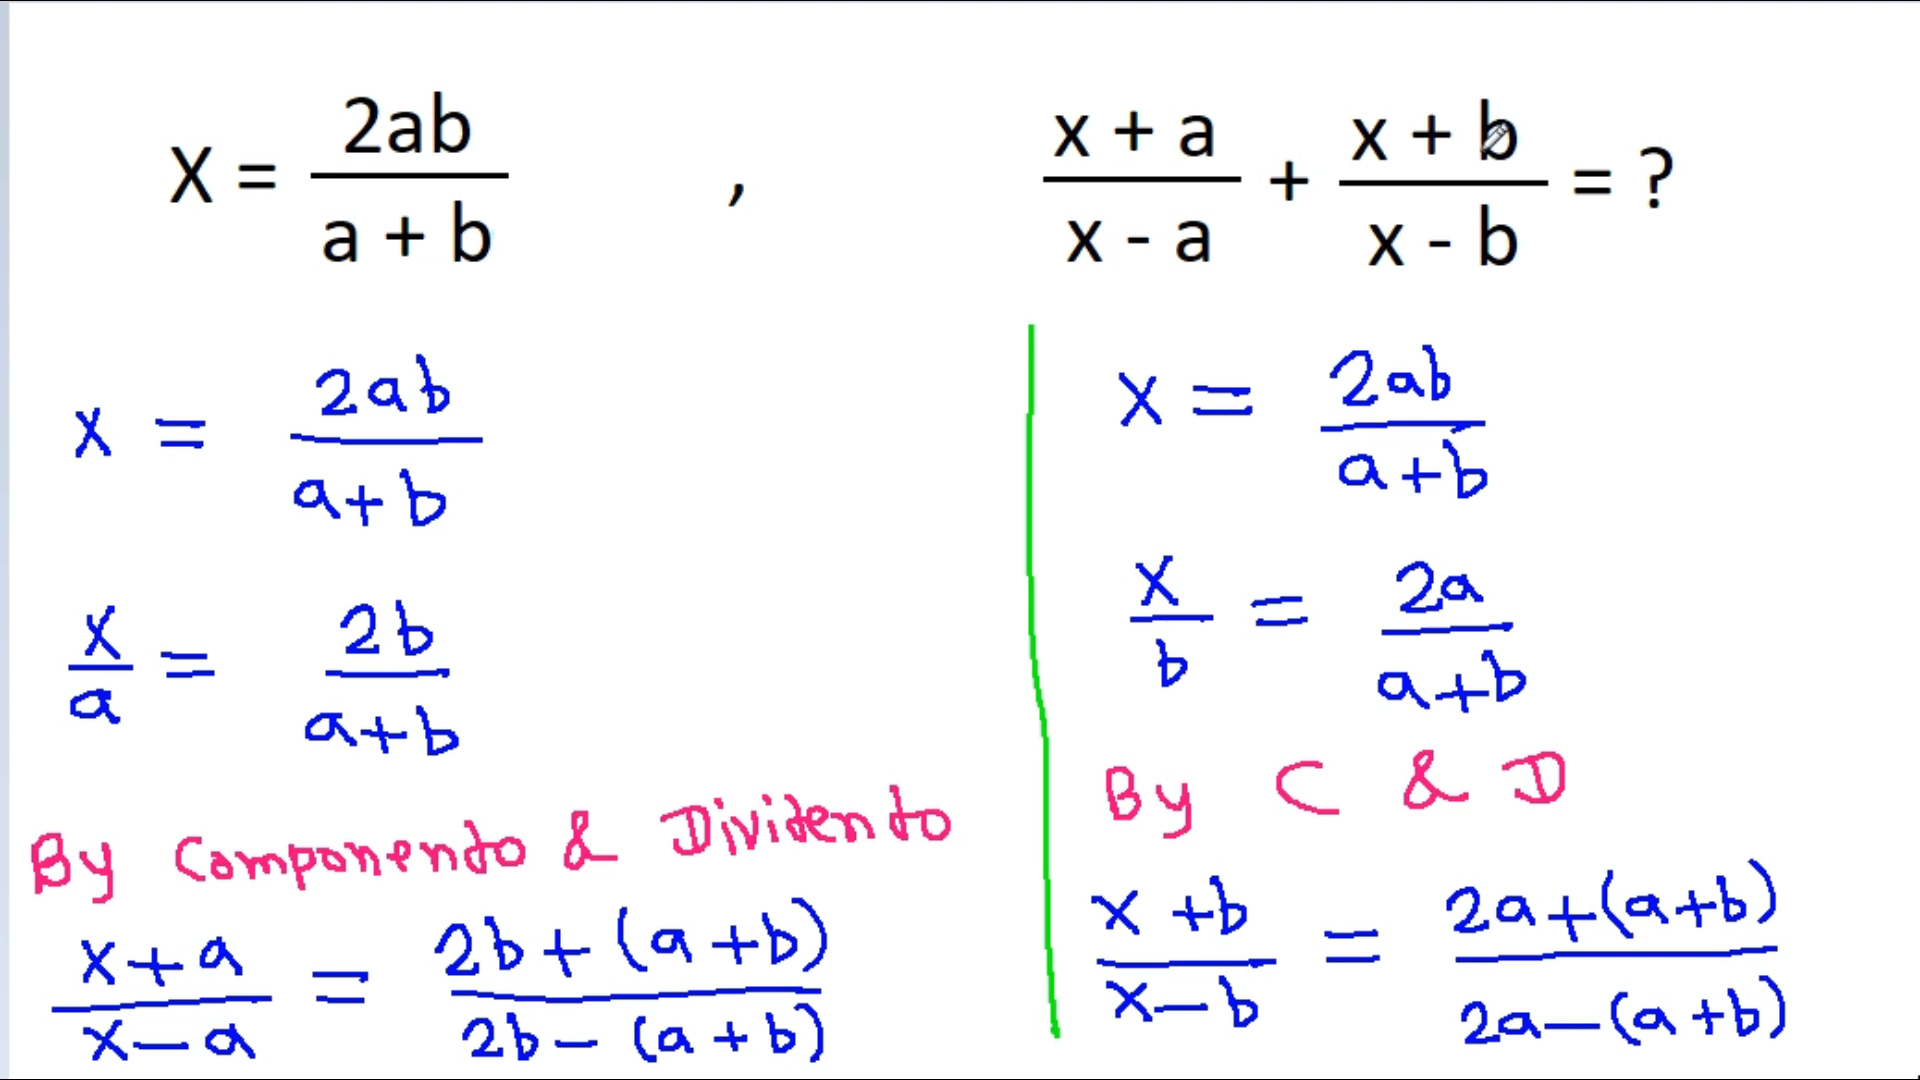 X = 2ab / a + b , x + a / x - a + x + b / x - b = ?
x = 2ab / a+b
x/a = 2b / a+b
By Componendo & Dividendo
x+a / x-a = 2b+(a+b) / 2b-(a+b)
x = 2ab / a+b
x/b = 2a / a+b
By C & D
x+b / x-b = 2a+(a+b) / 2a-(a+b)